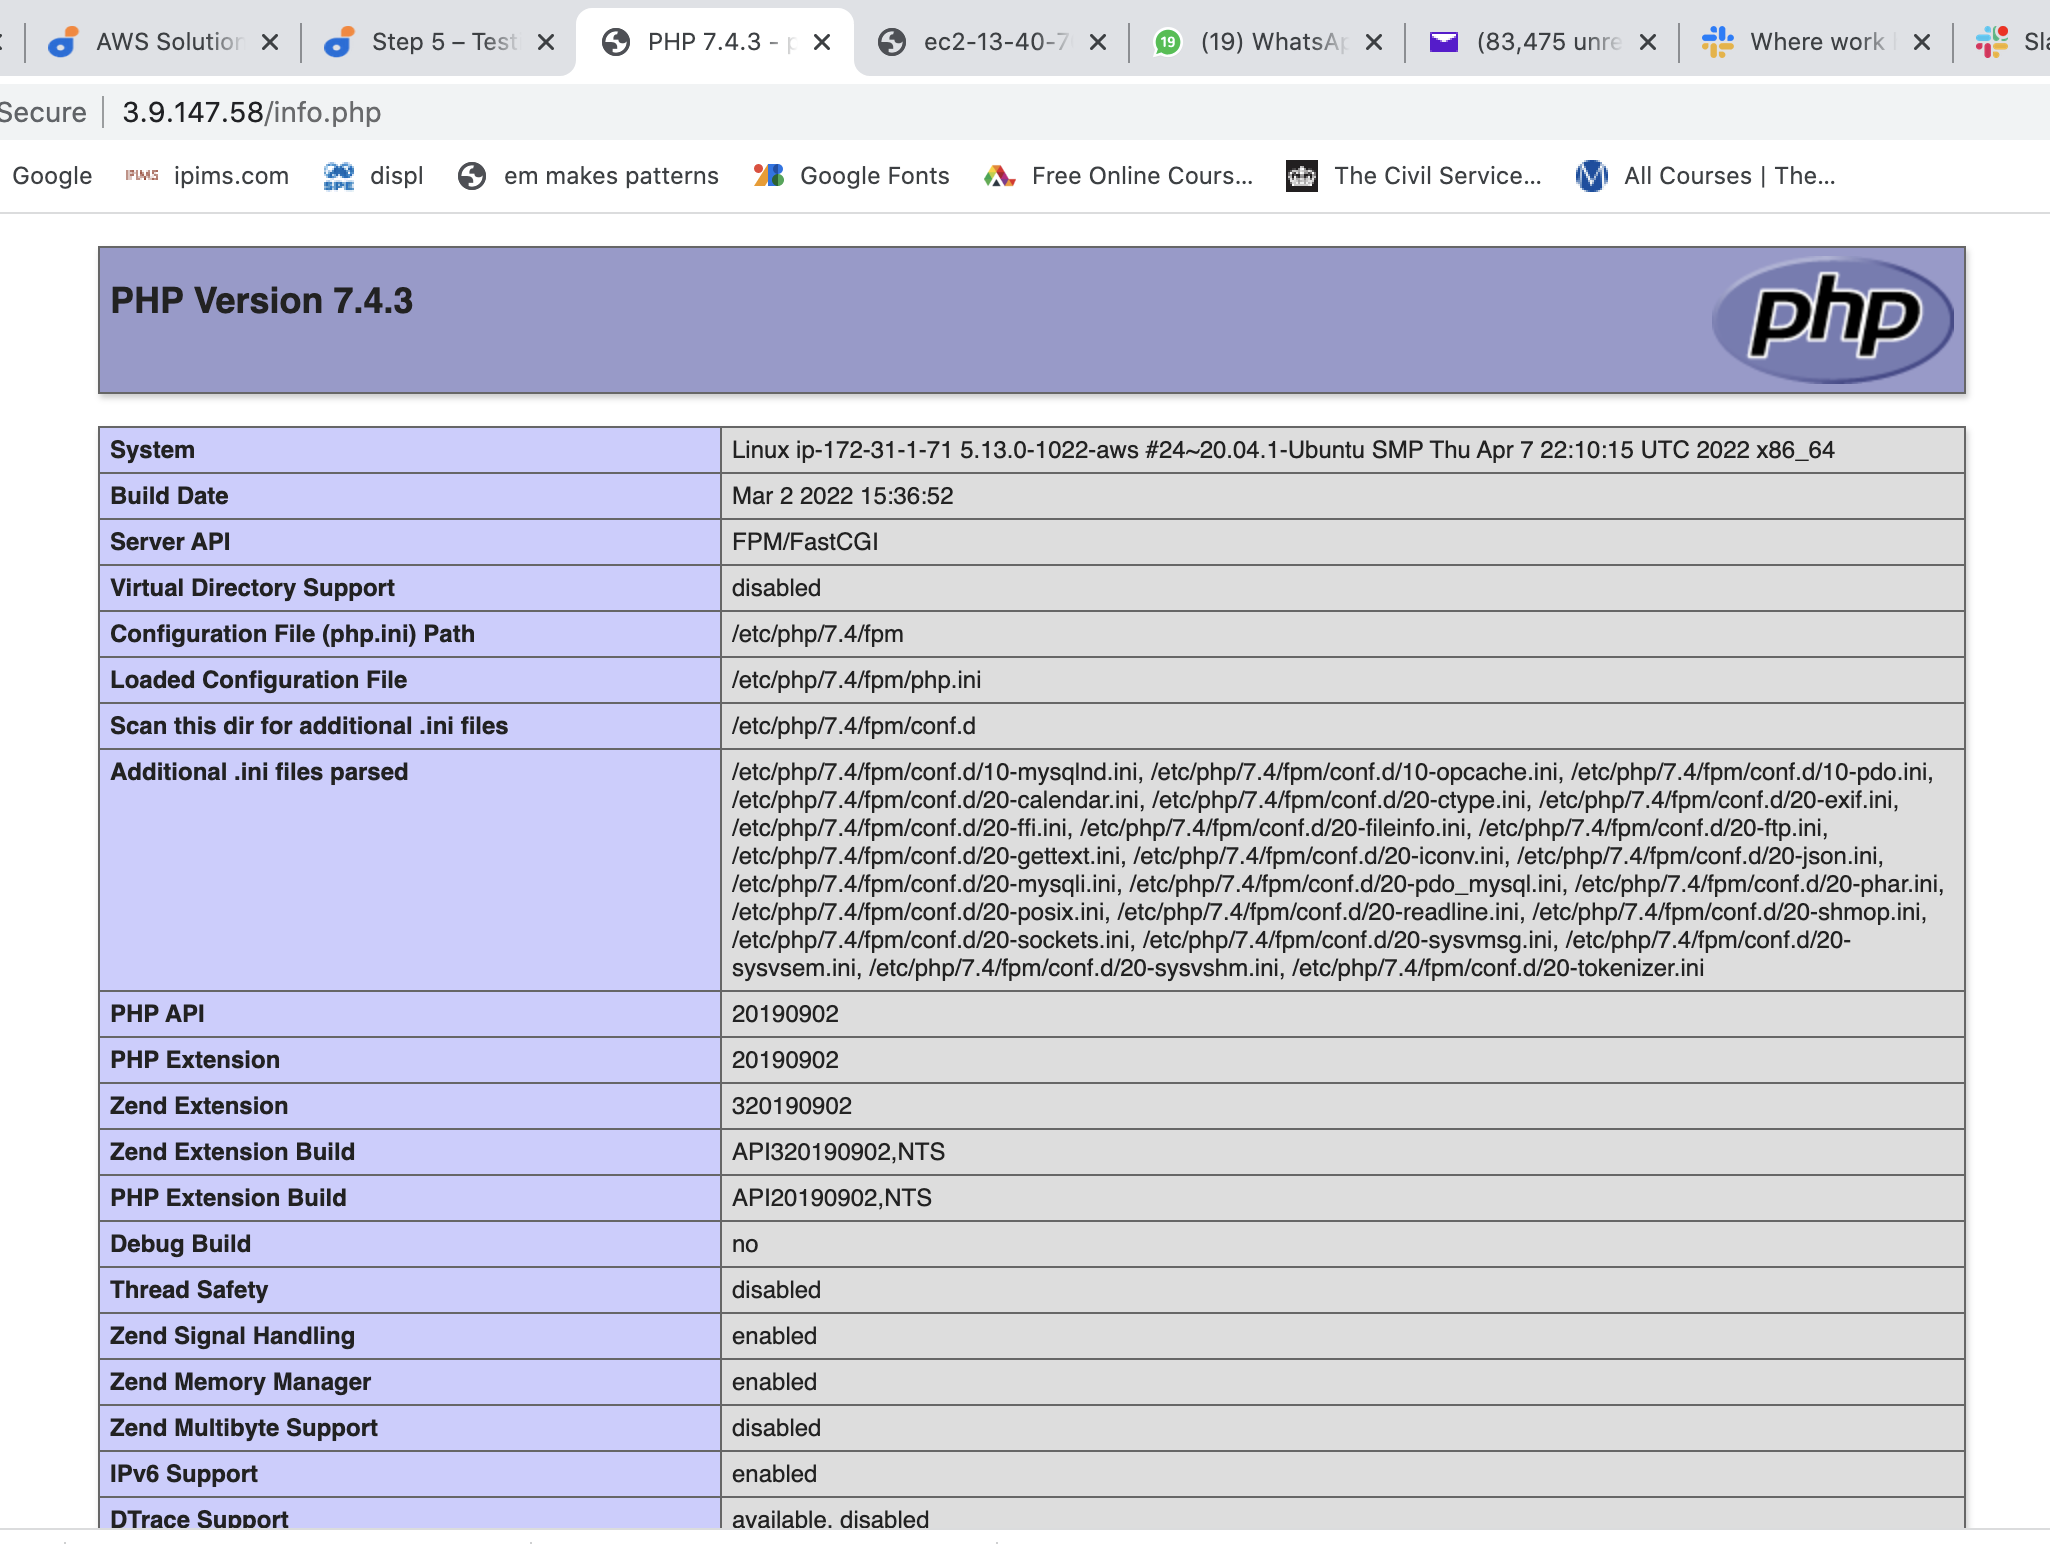 AWS Solution
Step 5 – Test
PHP 7.4.3 - p
ec2-13-40-7
19
(19) WhatsAp
(83,475 unre
Where work
Sla
Secure
3.9.147.58/info.php
Google
IPIMS
ipims.com
SPE
displ
em makes patterns
Google Fonts
Free Online Cours...
The Civil Service...
All Courses | The...
PHP Version 7.4.3
php
System Linux ip-172-31-1-71 5.13.0-1022-aws #24~20.04.1-Ubuntu SMP Thu Apr 7 22:10:15 UTC 2022 x86_64
Build Date Mar 2 2022 15:36:52
Server API FPM/FastCGI
Virtual Directory Support disabled
Configuration File (php.ini) Path /etc/php/7.4/fpm
Loaded Configuration File /etc/php/7.4/fpm/php.ini
Scan this dir for additional .ini files /etc/php/7.4/fpm/conf.d
Additional .ini files parsed /etc/php/7.4/fpm/conf.d/10-mysqlnd.ini, /etc/php/7.4/fpm/conf.d/10-opcache.ini, /etc/php/7.4/fpm/conf.d/10-pdo.ini,
/etc/php/7.4/fpm/conf.d/20-calendar.ini, /etc/php/7.4/fpm/conf.d/20-ctype.ini, /etc/php/7.4/fpm/conf.d/20-exif.ini,
/etc/php/7.4/fpm/conf.d/20-ffi.ini, /etc/php/7.4/fpm/conf.d/20-fileinfo.ini, /etc/php/7.4/fpm/conf.d/20-ftp.ini,
/etc/php/7.4/fpm/conf.d/20-gettext.ini, /etc/php/7.4/fpm/conf.d/20-iconv.ini, /etc/php/7.4/fpm/conf.d/20-json.ini,
/etc/php/7.4/fpm/conf.d/20-mysqli.ini, /etc/php/7.4/fpm/conf.d/20-pdo_mysql.ini, /etc/php/7.4/fpm/conf.d/20-phar.ini,
/etc/php/7.4/fpm/conf.d/20-posix.ini, /etc/php/7.4/fpm/conf.d/20-readline.ini, /etc/php/7.4/fpm/conf.d/20-shmop.ini,
/etc/php/7.4/fpm/conf.d/20-sockets.ini, /etc/php/7.4/fpm/conf.d/20-sysvmsg.ini, /etc/php/7.4/fpm/conf.d/20-
sysvsem.ini, /etc/php/7.4/fpm/conf.d/20-sysvshm.ini, /etc/php/7.4/fpm/conf.d/20-tokenizer.ini
PHP API 20190902
PHP Extension 20190902
Zend Extension 320190902
Zend Extension Build API320190902,NTS
PHP Extension Build API20190902,NTS
Debug Build no
Thread Safety disabled
Zend Signal Handling enabled
Zend Memory Manager enabled
Zend Multibyte Support disabled
IPv6 Support enabled
DTrace Support available, disabled